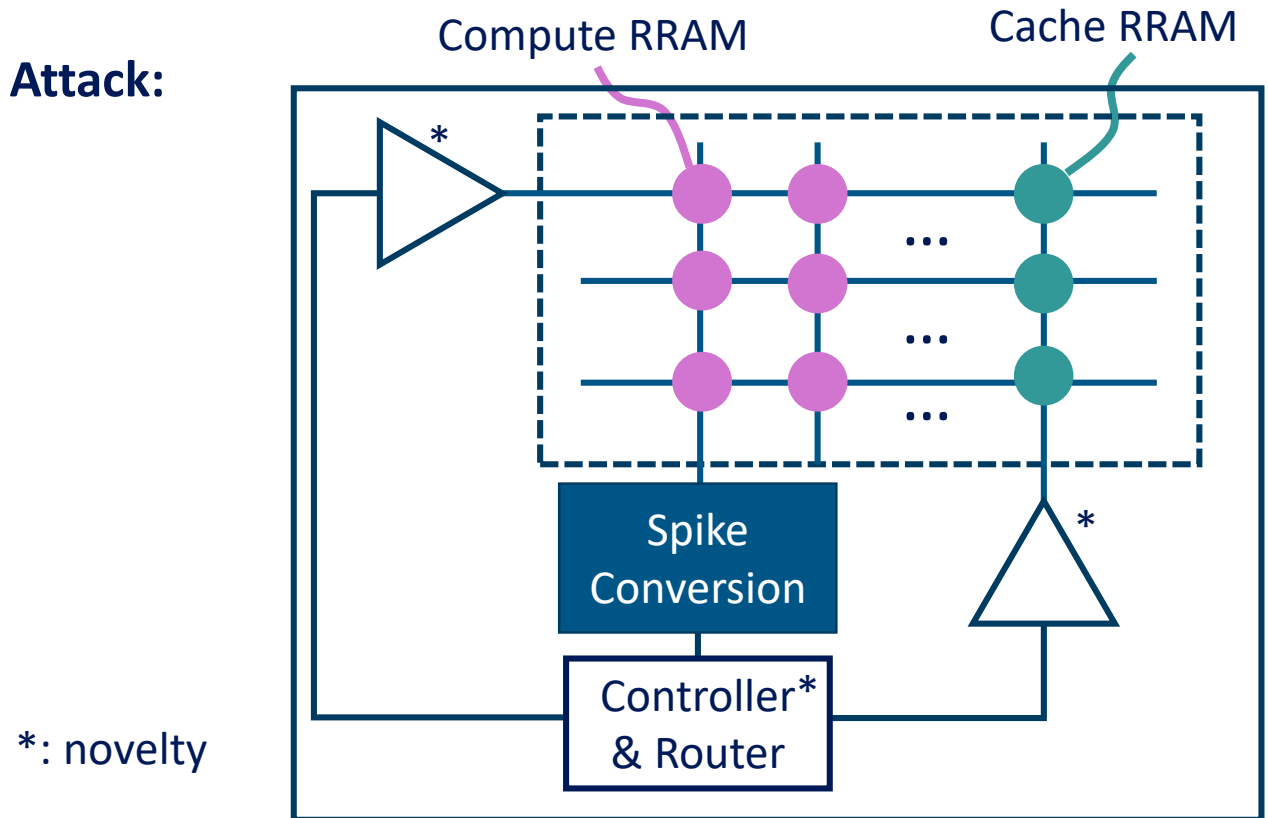 Compute RRAM
Cache RRAM
Attack:
*
...
...
...
Spike
Conversion
*
Controller*
& Router
*: novelty